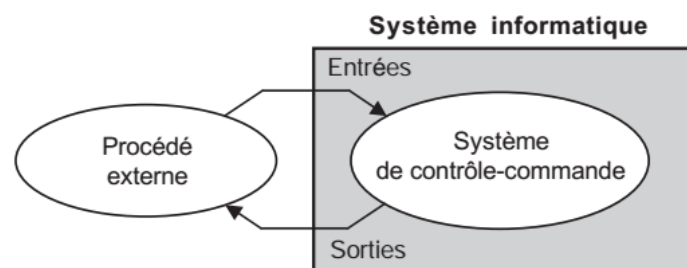 Système informatique
Entrées
Procédé
externe
Système
de contrôle-commande
Sorties